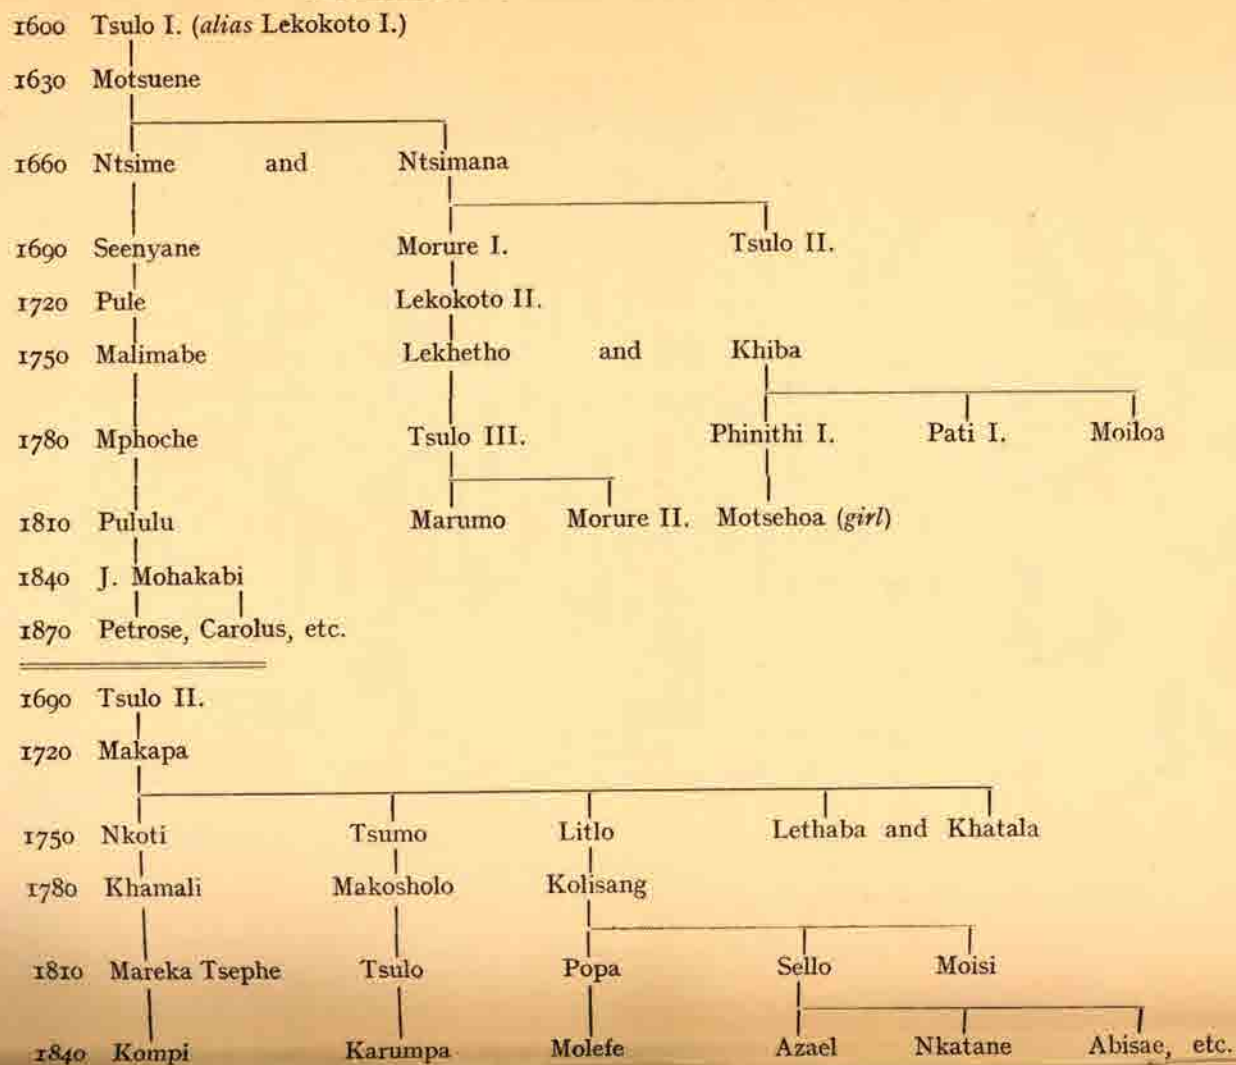 1600 Tsulo I. (alias Lekokoto I.)
1630 Motsuene
1660 Ntsime and Ntsimana
1690 Seenyane Morure I. Tsulo II.
1720 Pule Lekokoto II.
1750 Malimabe Lekhetho and Khiba
1780 Mphoche Tsulo III. Phinithi I. Pati I. Moiloa
1810 Pululu Marumo Morure II. Motsehoa (girl)
1840 J. Mohakabi
1870 Petrose, Carolus, etc.
1690 Tsulo II.
1720 Makapa
1750 Nkoti Tsumo Litlo Lethaba and Khatala
1780 Khamali Makosholo Kolisang
1810 Mareka Tsephe Tsulo Popa Sello Moisi
1840 Kompi Karumpa Molefe Azael Nkatane Abisae, etc.